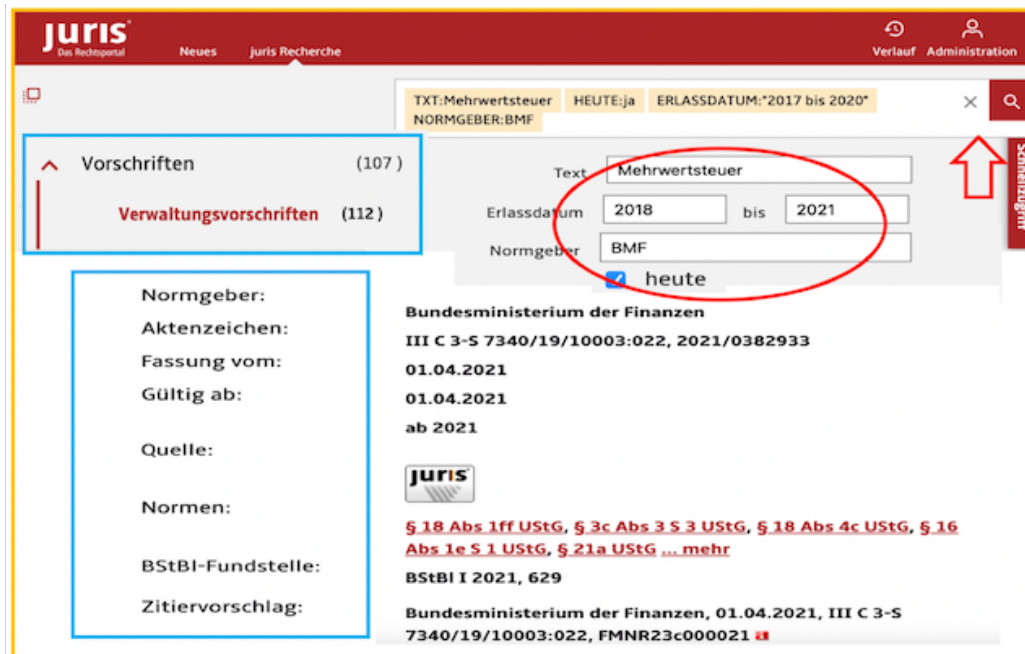 juris
Das Rechtsportal
Neues
juris Recherche
Verlauf
Administration
TXT:Mehrwertsteuer HEUTE:ja ERLASSDATUM:"2017 bis 2020"
NORMGEBER:BMF
Vorschriften (107 )
Verwaltungsvorschriften (112 )
Text Mehrwertsteuer
Erlassdatum 2018 bis 2021
Normgeber BMF
heute
Normgeber:
Aktenzeichen:
Fassung vom:
Gültig ab:
Quelle:
Normen:
BStBl-Fundstelle:
Zitiervorschlag:
Bundesministerium der Finanzen
III C 3-S 7340/19/10003:022, 2021/0382933
01.04.2021
01.04.2021
ab 2021
juris
§ 18 Abs 1ff UStG, § 3c Abs 3 S 3 UStG, § 18 Abs 4c UStG, § 16
Abs 1e S 1 UStG, § 21a UStG ... mehr
BStBl I 2021, 629
Bundesministerium der Finanzen, 01.04.2021, III C 3-S
7340/19/10003:022, FMNR23c000021